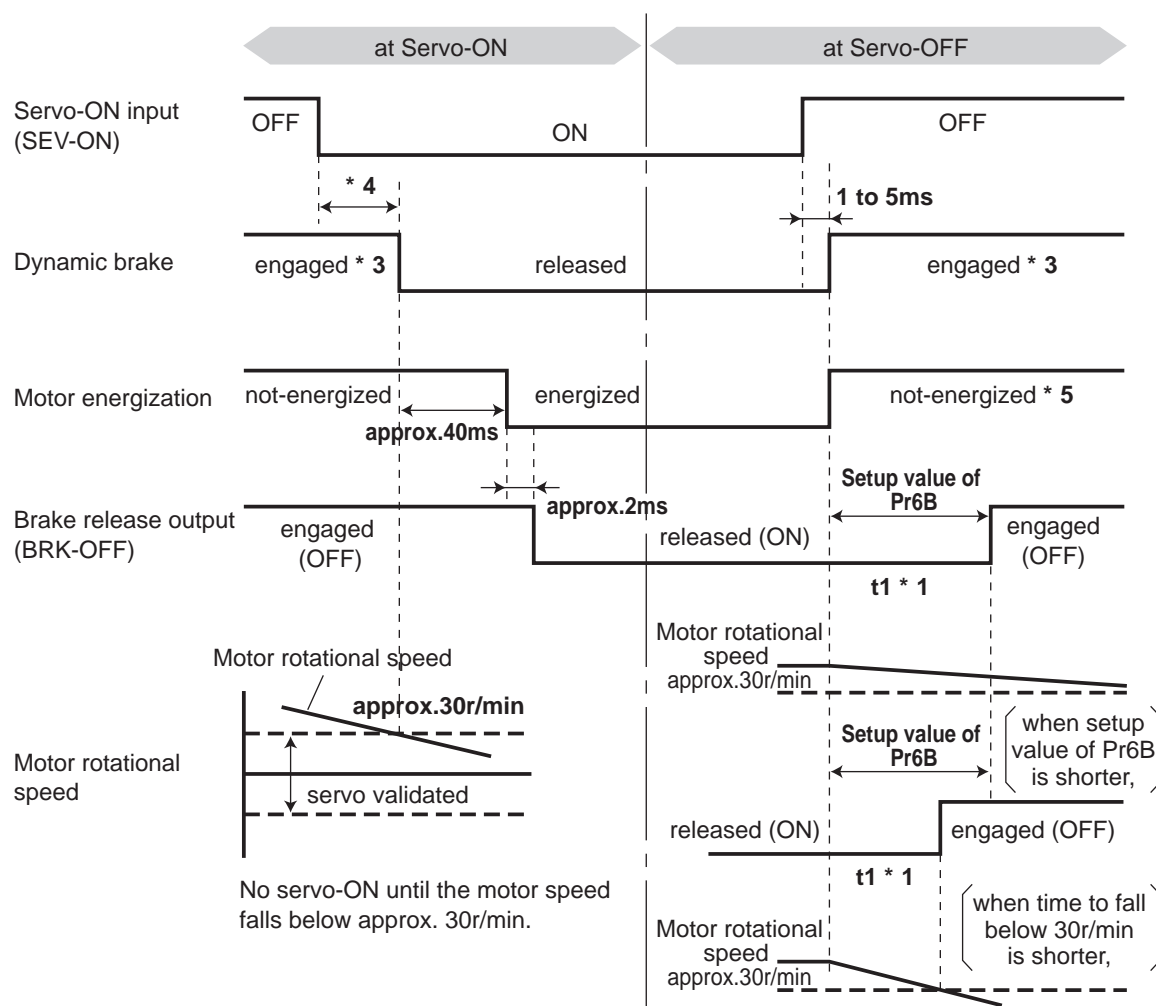 at Servo-ON
at Servo-OFF
Servo-ON input
(SEV-ON)
OFF
ON
OFF
* 4
1 to 5ms
Dynamic brake
engaged * 3
released
engaged * 3
Motor energization
not-energized
energized
not-energized * 5
approx.40ms
Setup value of
Pr6B
approx.2ms
Brake release output
(BRK-OFF)
engaged
(OFF)
released (ON)
engaged
(OFF)
t1 * 1
Motor rotational
speed
approx.30r/min
Motor rotational speed
approx.30r/min
Motor rotational
speed
servo validated
Setup value of
Pr6B
when setup
value of Pr6B
is shorter,
released (ON)
engaged (OFF)
t1 * 1
No servo-ON until the motor speed
falls below approx. 30r/min.
when time to fall
below 30r/min
is shorter,
Motor rotational
speed
approx.30r/min